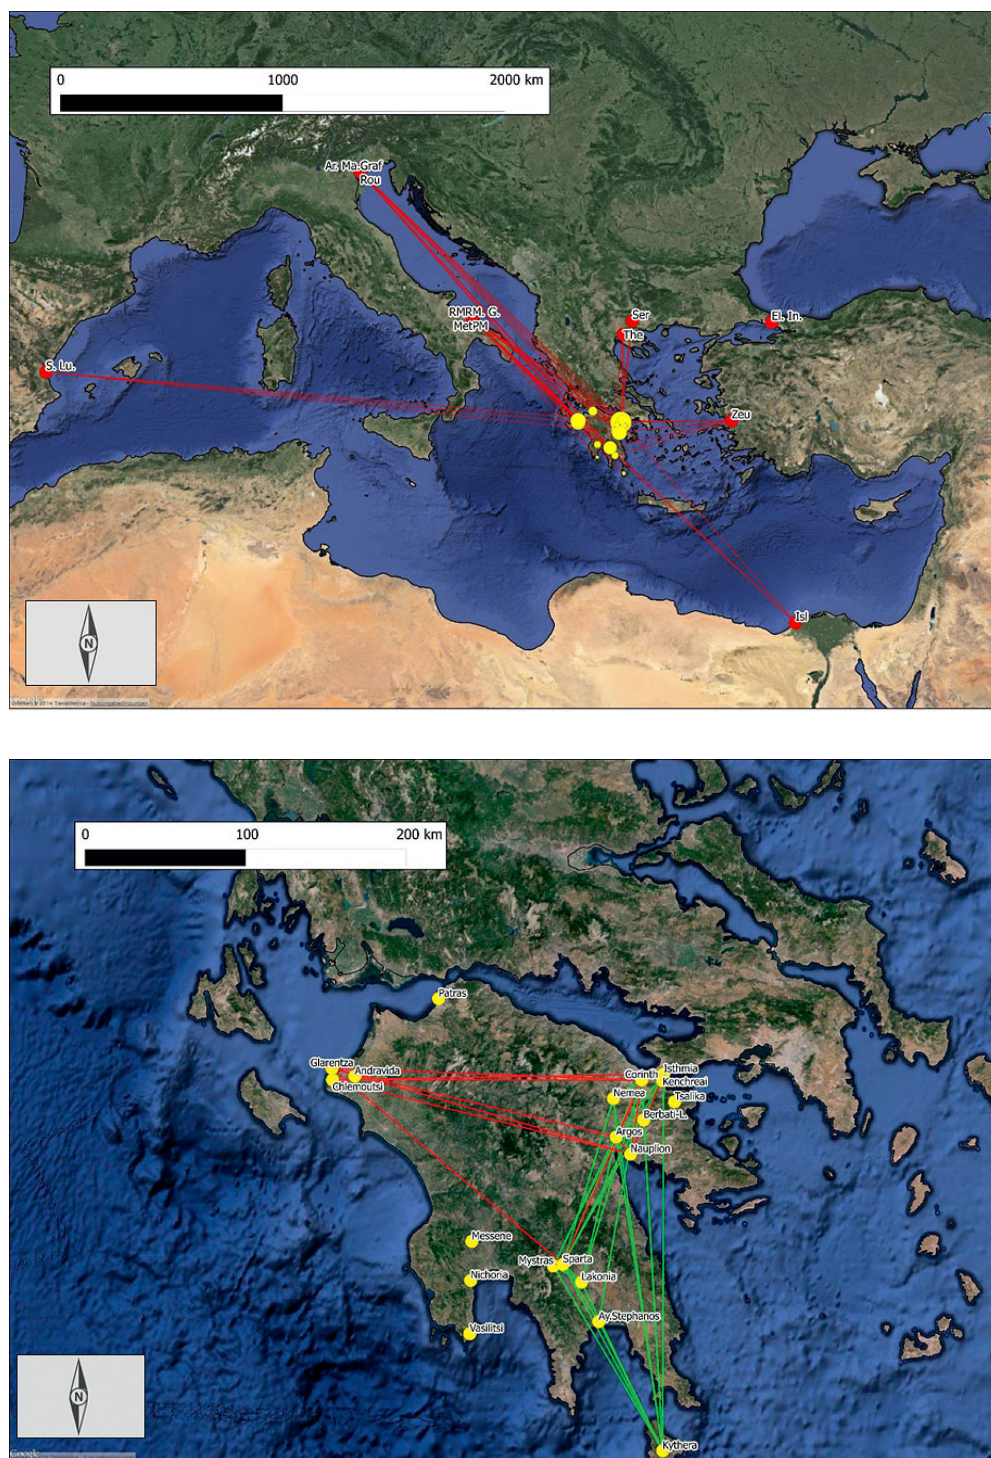 0 1000 2000 km
Ar. Ma.Graf
Rou
RMRM. G.
MetPM
Ser
The
El. In.
S. Lu.
Zeu
Isl
N
0 100 200 km
Patras
Glarentza
Andravida
Chlemoutsi
Corinth
Isthmia
Kenchreai
Nemea
Tsalika
Berbati-L.
Argos
Nauplion
Messene
Mystras
Sparta
Nichoria
Lakonia
Ay.Stephanos
Vasilitsi
N
Kythera
Google